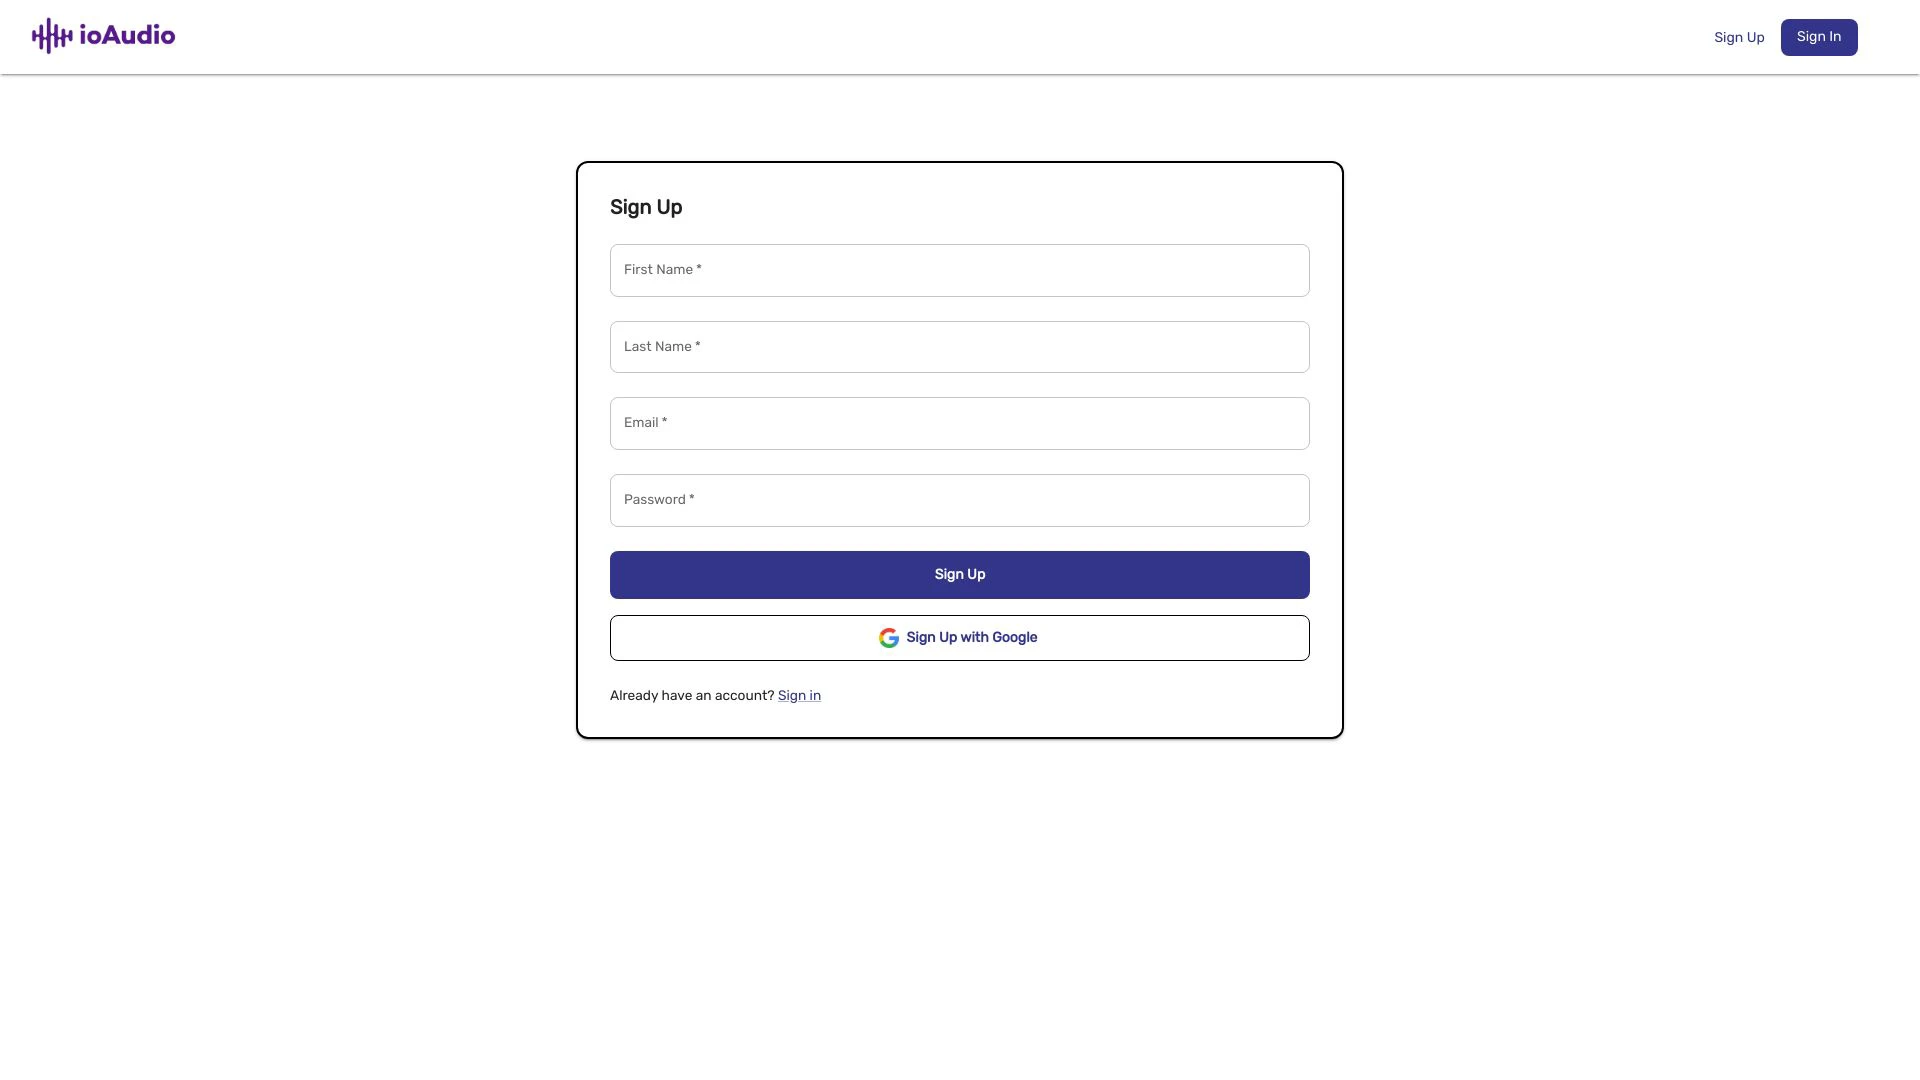 ioAudio
Sign Up
Sign In
Sign Up
First Name *
Last Name *
Email *
Password *
Sign Up
Sign Up with Google
Already have an account? Sign in